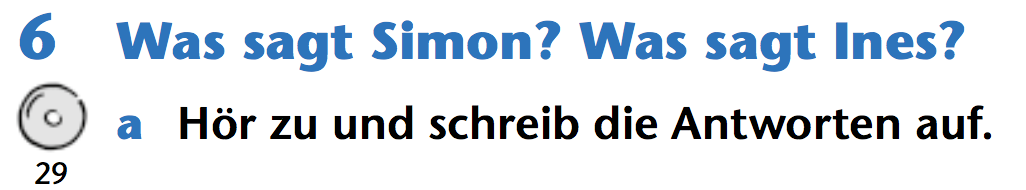 6 Was sagt Simon? Was sagt Ines?
a Hör zu und schreib die Antworten auf.
29